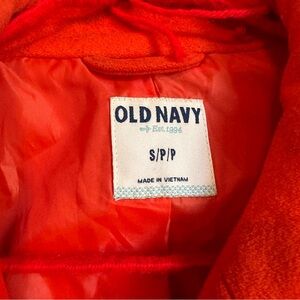 OLD NAVY
Est. 1994
S/P/P
MADE IN VIETNAM